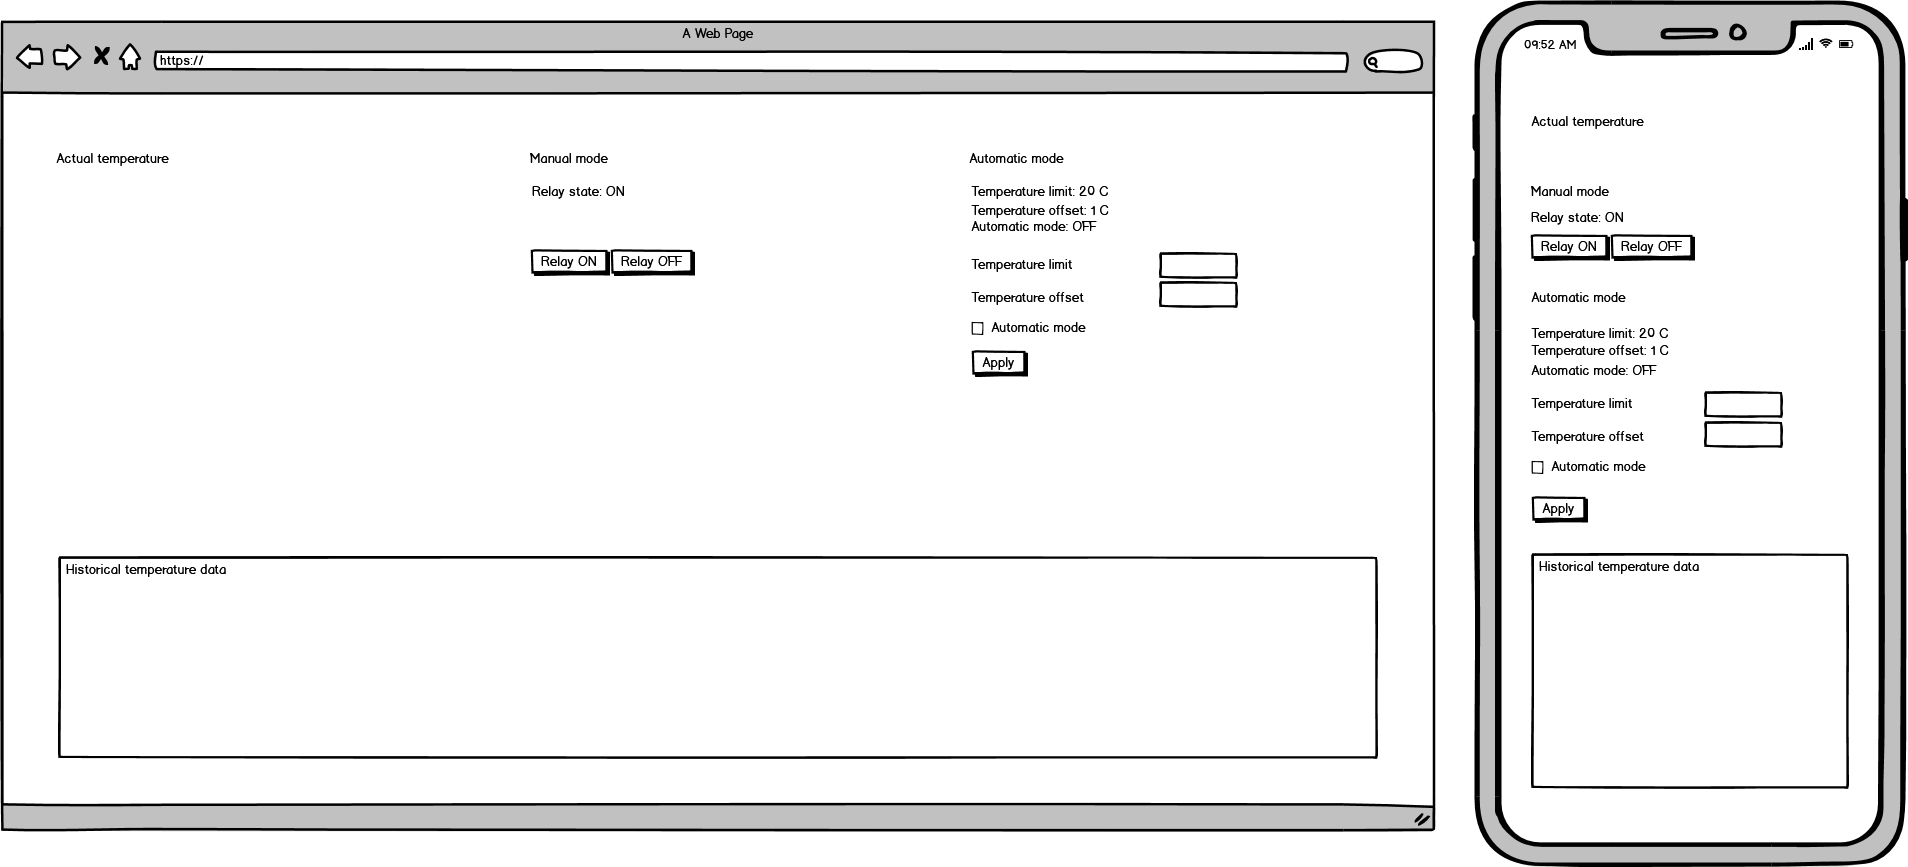 A Web Page
https://
Actual temperature
Manual mode
Relay state: ON
Relay ON
Relay OFF
Automatic mode
Temperature limit: 20 C
Temperature offset: 1 C
Automatic mode: OFF
Temperature limit
Temperature offset
Automatic mode
Apply
Historical temperature data
09:52 AM
Actual temperature
Manual mode
Relay state: ON
Relay ON
Relay OFF
Automatic mode
Temperature limit: 20 C
Temperature offset: 1 C
Automatic mode: OFF
Temperature limit
Temperature offset
Automatic mode
Apply
Historical temperature data